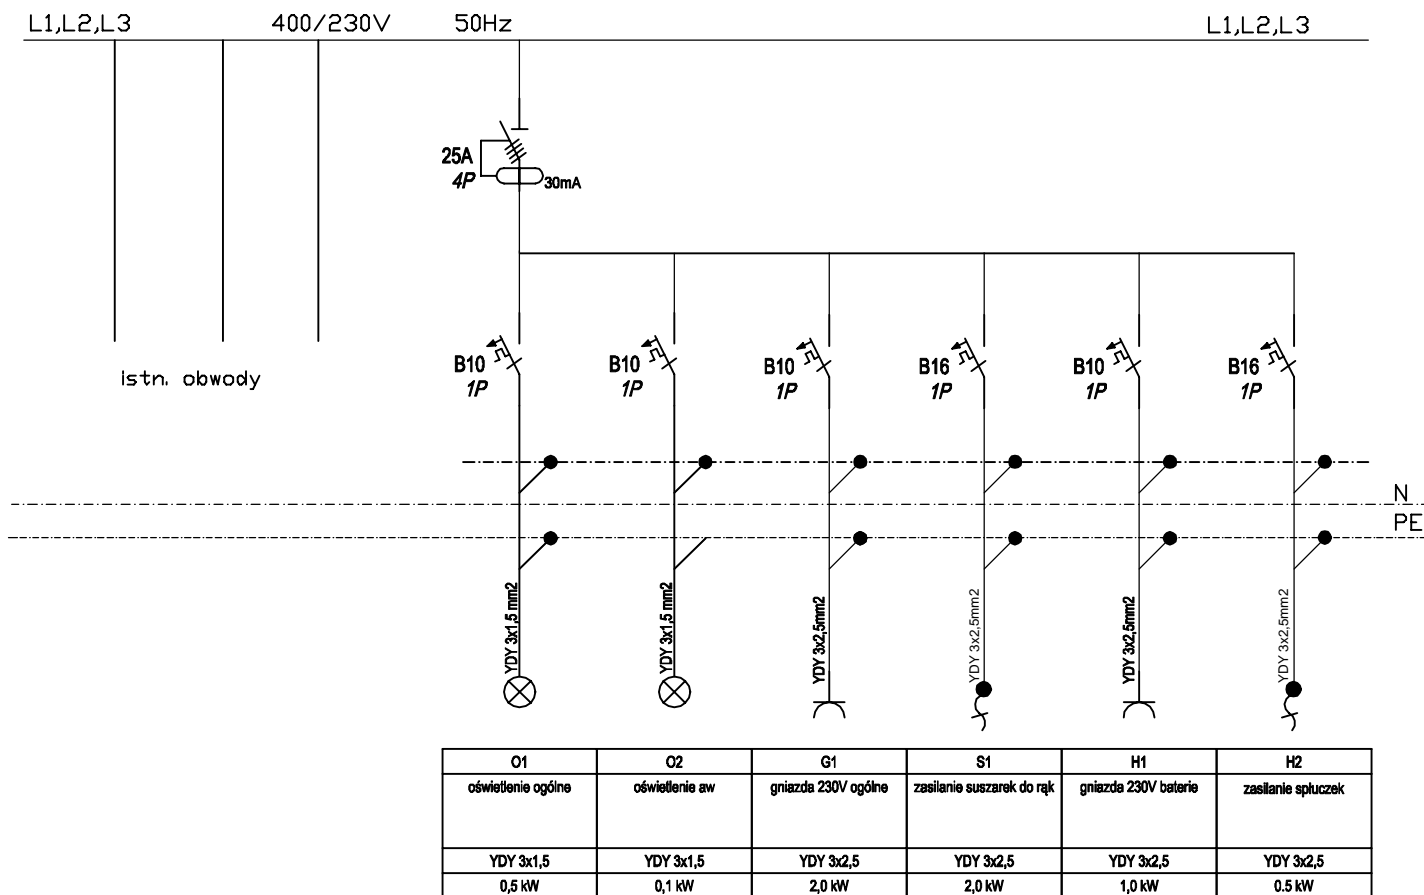 L1,L2,L3 400/230V 50Hz L1,L2,L3
25A
4P
30mA
istn. obwody
B10
1P
B10
1P
B10
1P
B16
1P
B10
1P
B16
1P
N
PE
YDY 3x1,5 mm2
YDY 3x1,5 mm2
YDY 3x2,5mm2
YDY 3x2,5mm2
YDY 3x2,5mm2
YDY 3x2,5mm2
O1 O2 G1 S1 H1 H2
oświetlenie ogólne oświetlenie aw gniazda 230V ogólne zasilanie suszarek do rąk gniazda 230V baterie zasilanie spłuczek
YDY 3x1,5 YDY 3x1,5 YDY 3x2,5 YDY 3x2,5 YDY 3x2,5 YDY 3x2,5
0,5 kW 0,1 kW 2,0 kW 2,0 kW 1,0 kW 0.5 kW